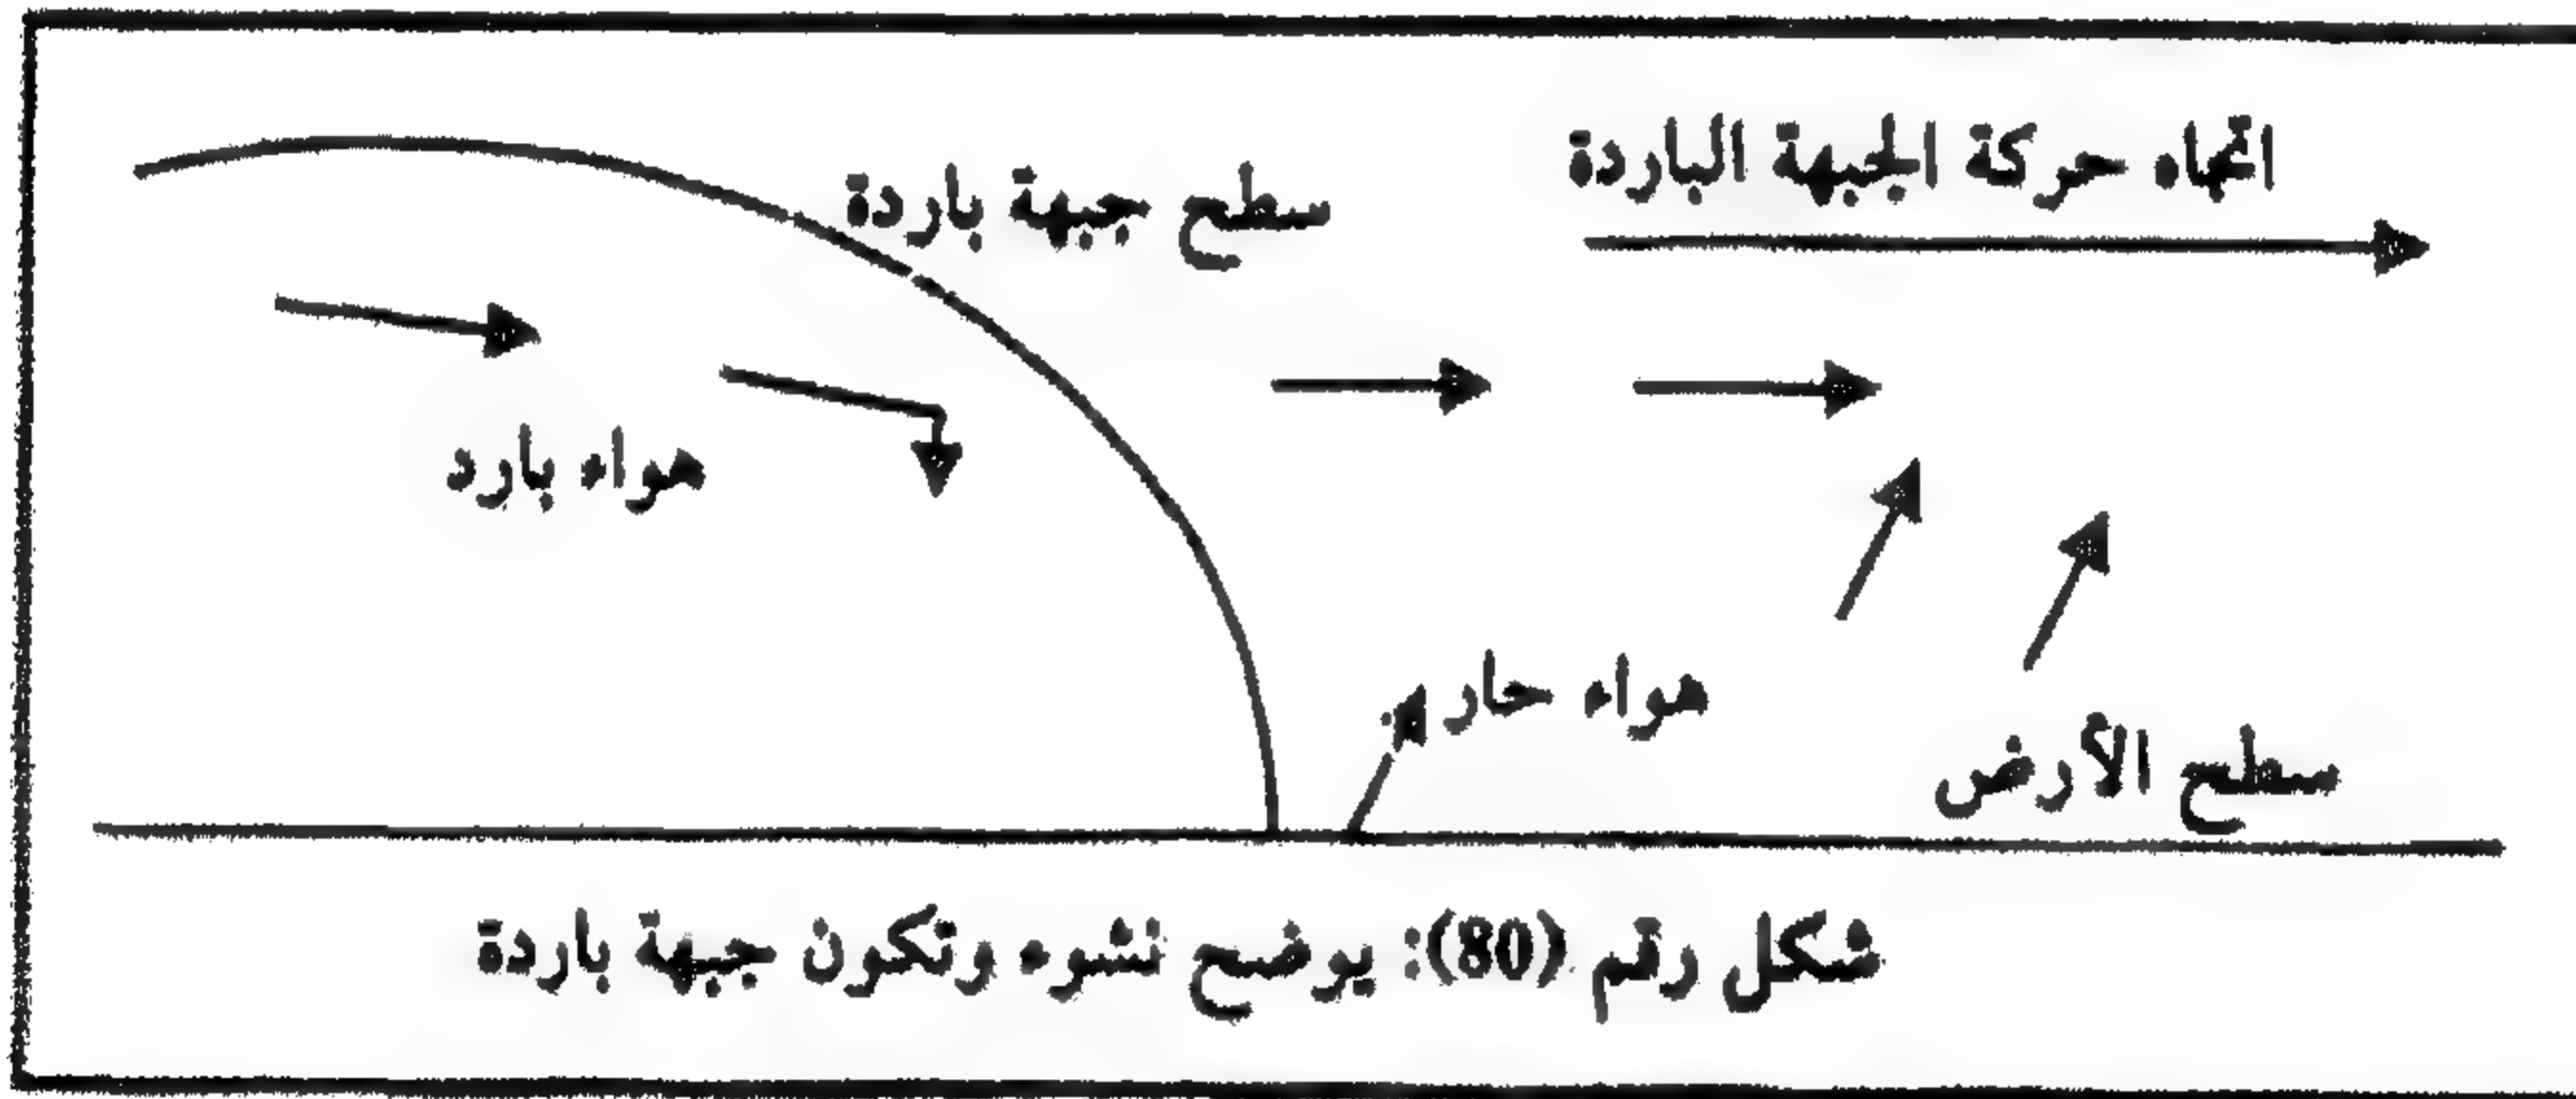 اتجاه حركة الجبهة الباردة
سطح جبهة باردة
هواء بارد
هواء حار
سطح الأرض
شكل رقم (80): يوضح نشوء وتكون جبهة باردة